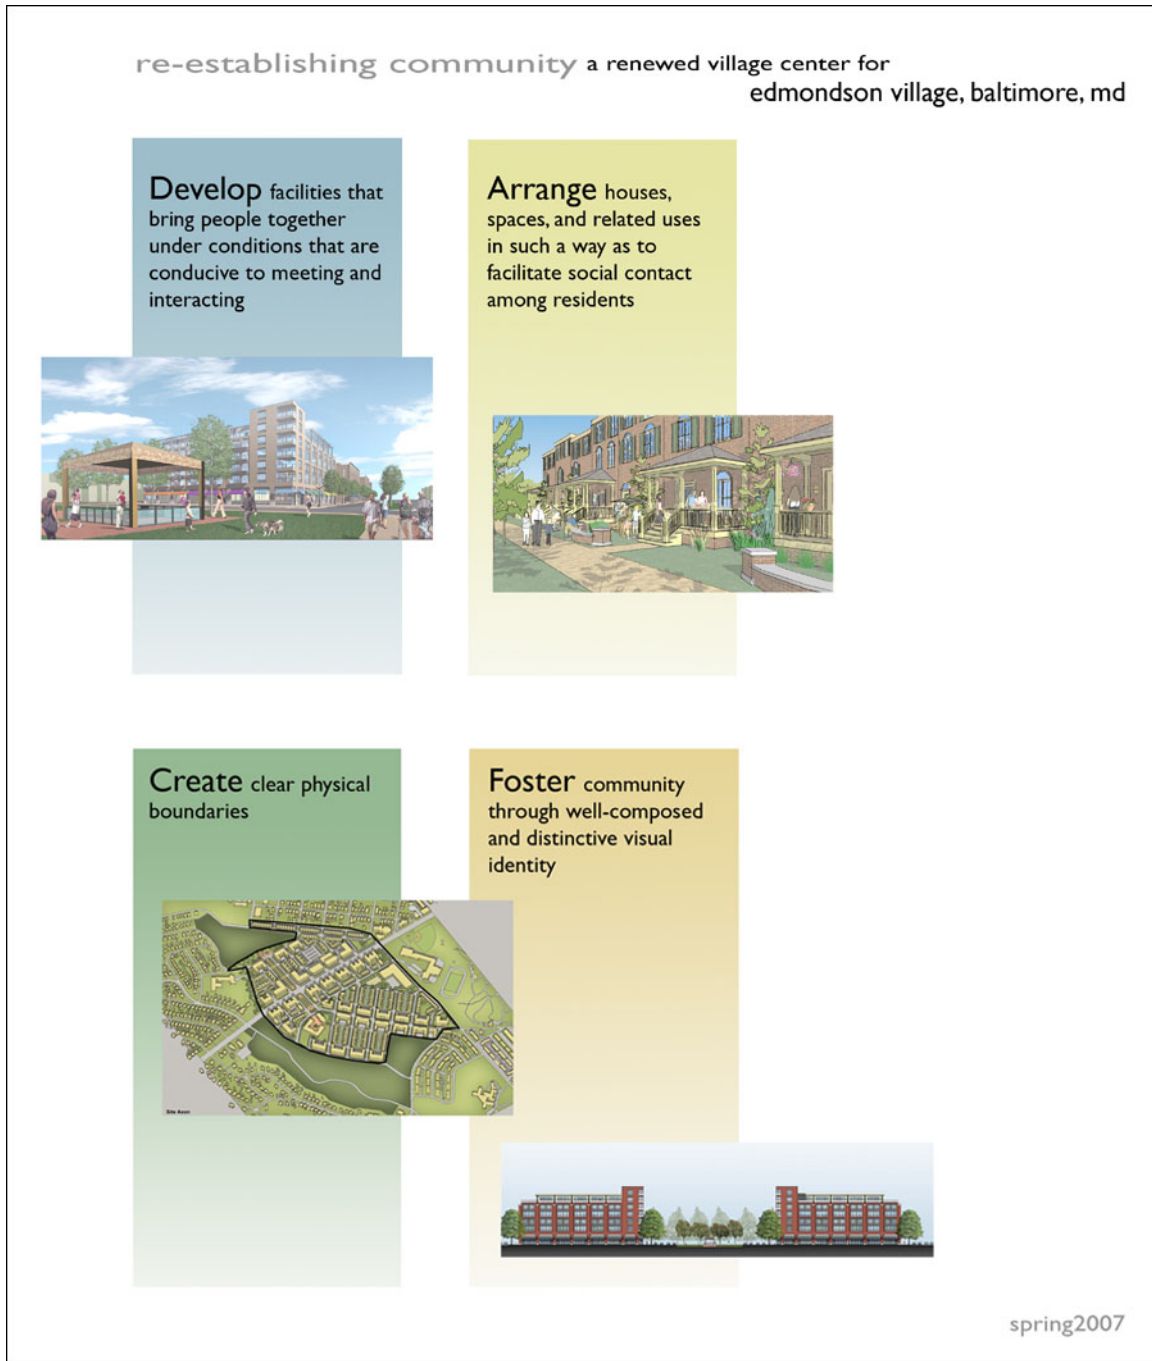 re-establishing community a renewed village center for
edmondson village, baltimore, md
Develop facilities that
bring people together
under conditions that are
conducive to meeting and
interacting
Arrange houses,
spaces, and related uses
in such a way as to
facilitate social contact
among residents
Create clear physical
boundaries
Foster community
through well-composed
and distinctive visual
identity
Site Axon
spring2007